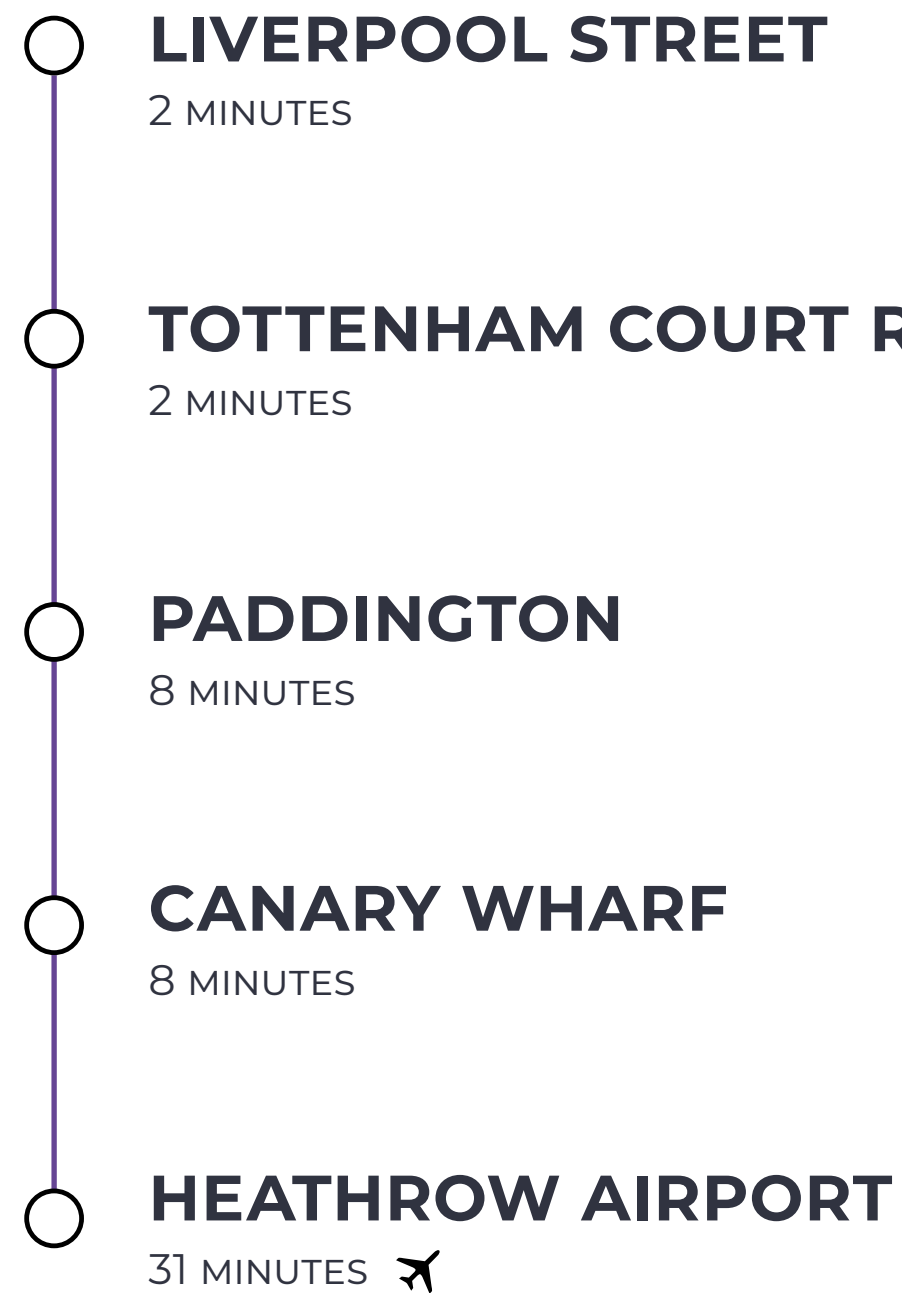 LIVERPOOL STREET
2 MINUTES
TOTTENHAM COURT
2 MINUTES
PADDINGTON
8 MINUTES
CANARY WHARF
8 MINUTES
HEATHROW AIRPORT
31 MINUTES